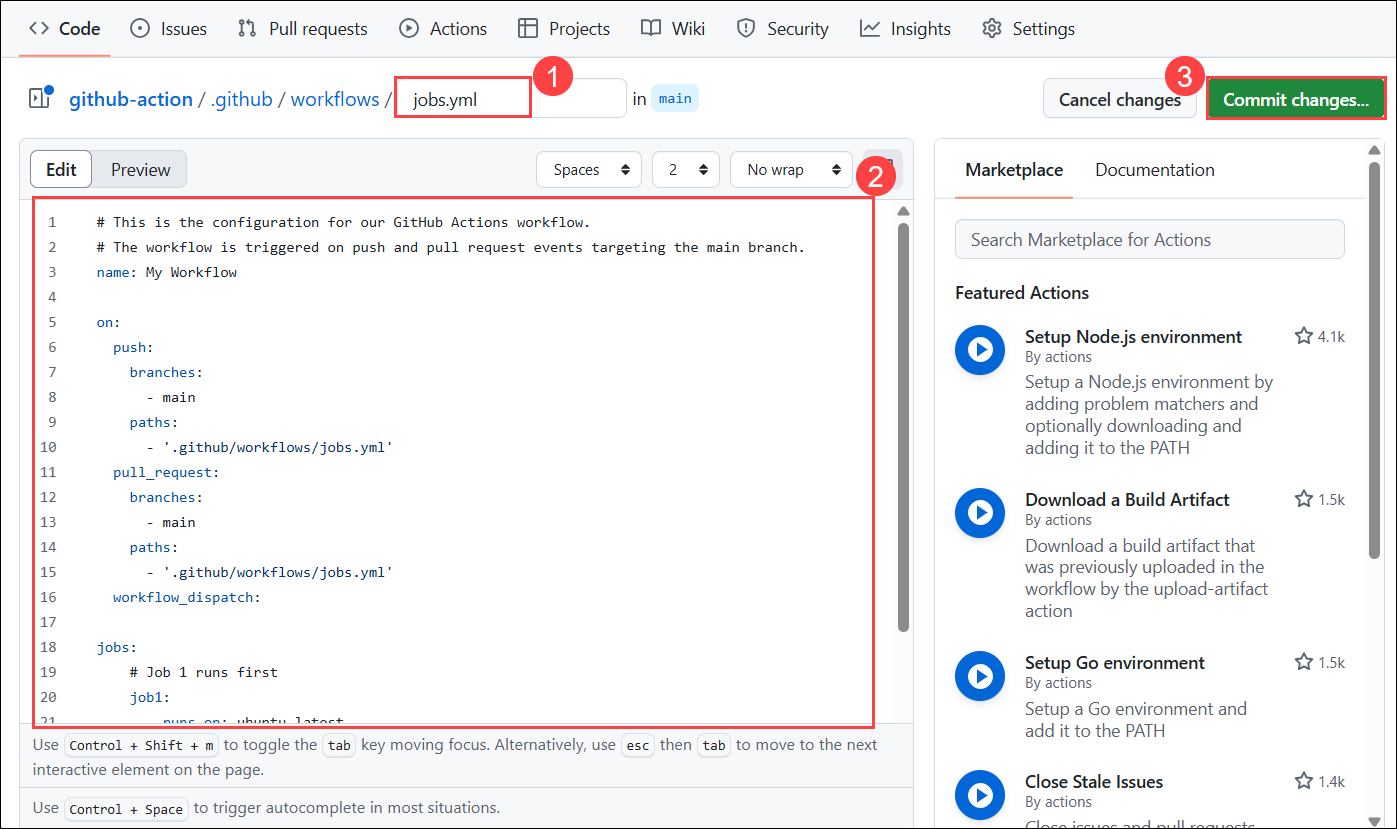 Code Issues Pull requests Actions Projects Wiki Security Insights Settings
github-action / .github / workflows / jobs.yml in main Cancel changes Commit changes...
1
3
Edit Preview Spaces 2 No wrap
2
1 # This is the configuration for our GitHub Actions workflow.
2 # The workflow is triggered on push and pull request events targeting the main branch.
3 name: My Workflow
4
5 on:
6 push:
7 branches:
8 - main
9 paths:
10 - '.github/workflows/jobs.yml'
11 pull_request:
12 branches:
13 - main
14 paths:
15 - '.github/workflows/jobs.yml'
16 workflow_dispatch:
17
18 jobs:
19 # Job 1 runs first
20 job1:
21 runs-on: ubuntu-latest
Use Control + Shift + m to toggle the tab key moving focus. Alternatively, use esc then tab to move to the next
interactive element on the page.
Use Control + Space to trigger autocomplete in most situations.
Marketplace Documentation
Search Marketplace for Actions
Featured Actions
Setup Node.js environment 4.1k
By actions
Setup a Node.js environment by
adding problem matchers and
optionally downloading and
adding it to the PATH
Download a Build Artifact 1.5k
By actions
Download a build artifact that
was previously uploaded in the
workflow by the upload-artifact
action
Setup Go environment 1.5k
By actions
Setup a Go environment and
add it to the PATH
Close Stale Issues 1.4k
By actions
Close issues and pull requests